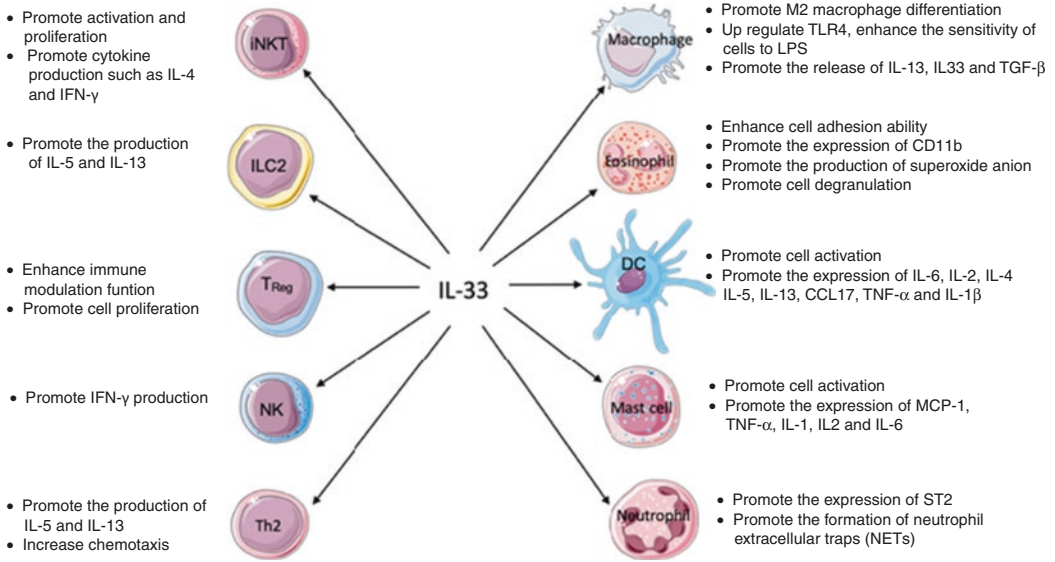 • Promote activation and
proliferation
• Promote cytokine
production such as IL-4
and IFN-γ
iNKT
• Promote the production
of IL-5 and IL-13
ILC2
• Enhance immune
modulation funtion
• Promote cell proliferation
TReg
• Promote IFN-γ production
NK
• Promote the production of
IL-5 and IL-13
• Increase chemotaxis
Th2
IL-33
Macrophage
• Promote M2 macrophage differentiation
• Up regulate TLR4, enhance the sensitivity of
cells to LPS
• Promote the release of IL-13, IL33 and TGF-β
Eosinophil
• Enhance cell adhesion ability
• Promote the expression of CD11b
• Promote the production of superoxide anion
• Promote cell degranulation
DC
• Promote cell activation
• Promote the expression of IL-6, IL-2, IL-4
IL-5, IL-13, CCL17, TNF-α and IL-1β
Mast cell
• Promote cell activation
• Promote the expression of MCP-1,
TNF-α, IL-1, IL2 and IL-6
Neutrophil
• Promote the expression of ST2
• Promote the formation of neutrophil
extracellular traps (NETs)